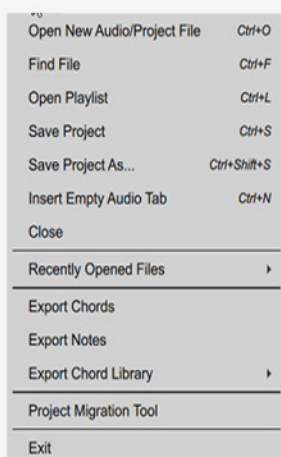 Open New Audio/Project File Ctrl+O
Find File Ctrl+F
Open Playlist Ctrl+L
Save Project Ctrl+S
Save Project As... Ctrl+Shift+S
Insert Empty Audio Tab Ctrl+N
Close
Recently Opened Files
Export Chords
Export Notes
Export Chord Library
Project Migration Tool
Exit